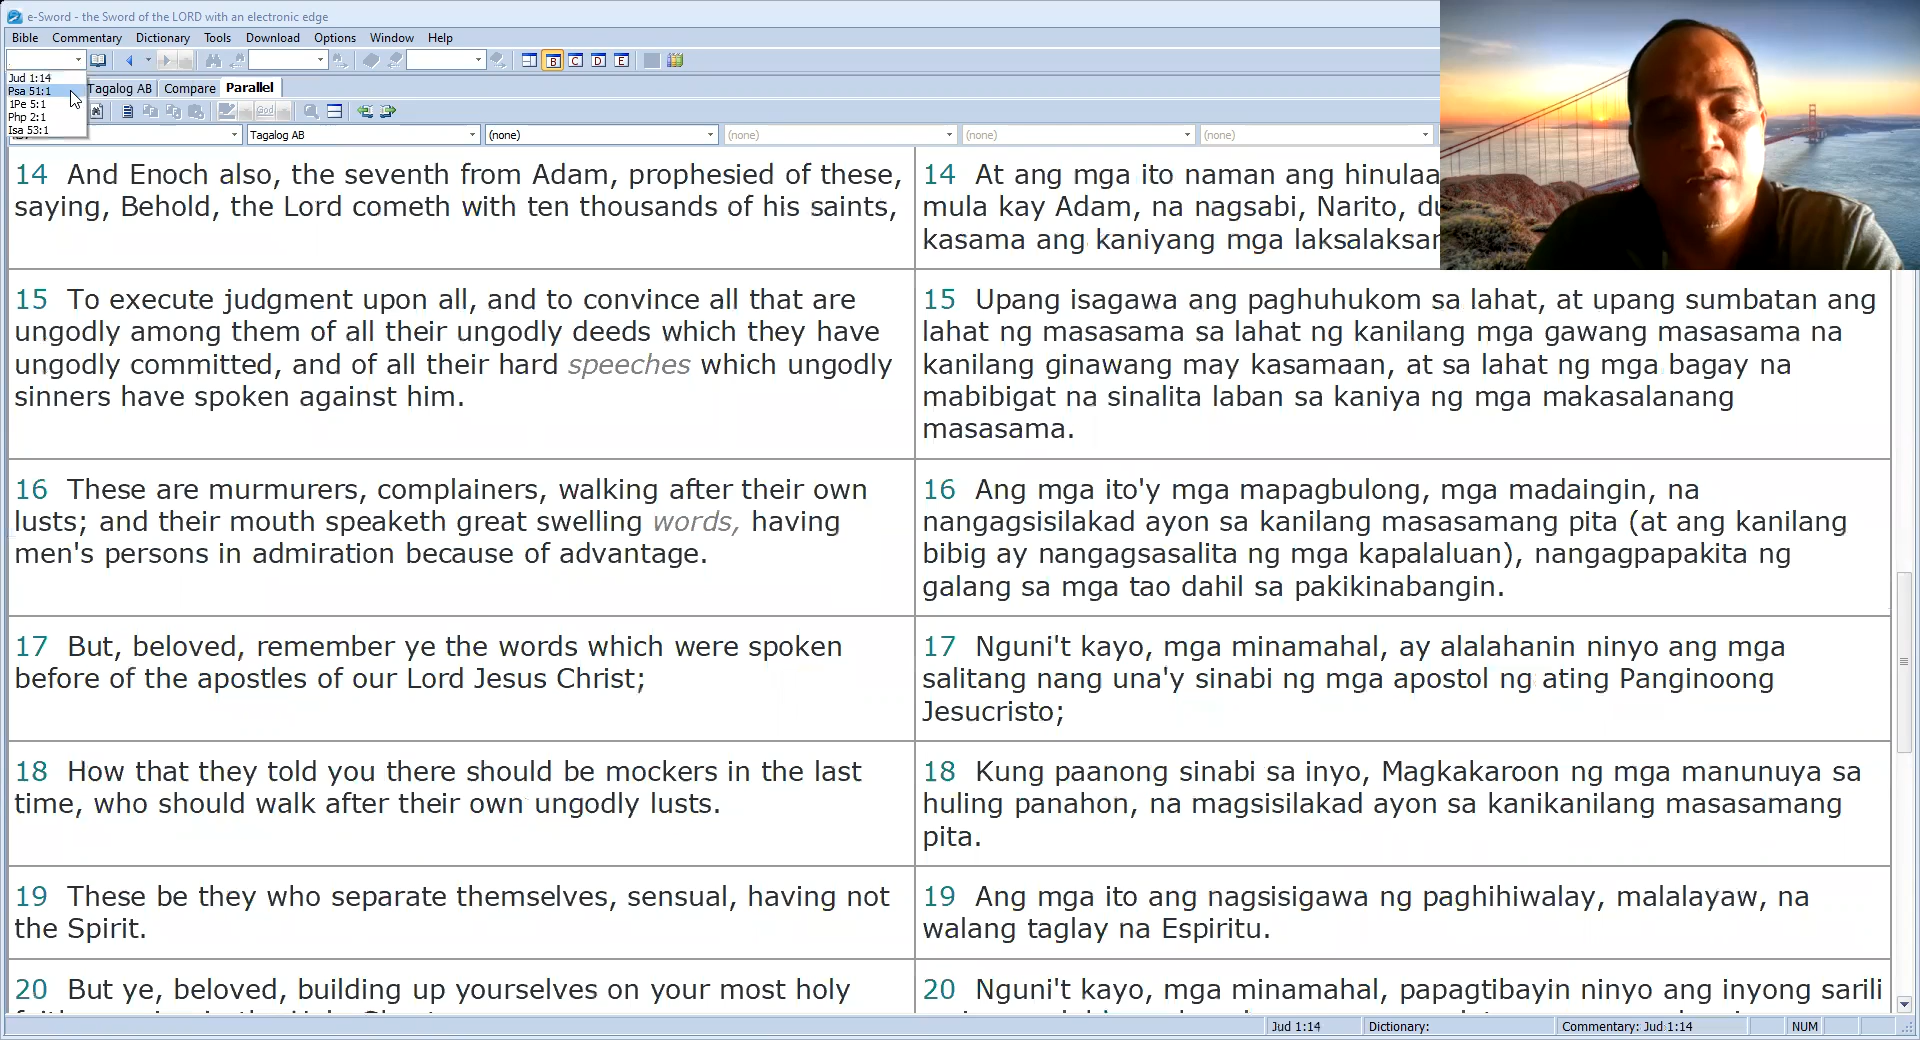 e-Sword - the Sword of the LORD with an electronic edge
Bible Commentary Dictionary Tools Download Options Window Help
Jud 1:14
Psa 51:1
1Pe 5:1
Php 2:1
Isa 53:1
Tagalog AB Compare Parallel
Tagalog AB (none) (none) (none) (none)
14 And Enoch also, the seventh from Adam, prophesied of these,
saying, Behold, the Lord cometh with ten thousands of his saints,
14 At ang mga ito naman ang hinulaa
mula kay Adam, na nagsabi, Narito, du
kasama ang kaniyang mga laksalaksan
15 To execute judgment upon all, and to convince all that are
ungodly among them of all their ungodly deeds which they have
ungodly committed, and of all their hard speeches which ungodly
sinners have spoken against him.
15 Upang isagawa ang paghuhukom sa lahat, at upang sumbatan ang
lahat ng masasama sa lahat ng kanilang mga gawang masasama na
kanilang ginawang may kasamaan, at sa lahat ng mga bagay na
mabibigat na sinalita laban sa kaniya ng mga makasalanang
masasama.
16 These are murmurers, complainers, walking after their own
lusts; and their mouth speaketh great swelling words, having
men's persons in admiration because of advantage.
16 Ang mga ito'y mga mapagbulong, mga madaingin, na
nangagsisilakad ayon sa kanilang masasamang pita (at ang kanilang
bibig ay nangagsasalita ng mga kapalaluan), nangagpapakita ng
galang sa mga tao dahil sa pakikinabangin.
17 But, beloved, remember ye the words which were spoken
before of the apostles of our Lord Jesus Christ;
17 Nguni't kayo, mga minamahal, ay alalahanin ninyo ang mga
salitang nang una'y sinabi ng mga apostol ng ating Panginoong
Jesucristo;
18 How that they told you there should be mockers in the last
time, who should walk after their own ungodly lusts.
18 Kung paanong sinabi sa inyo, Magkakaroon ng mga manunuya sa
huling panahon, na magsisilakad ayon sa kanikanilang masasamang
pita.
19 These be they who separate themselves, sensual, having not
the Spirit.
19 Ang mga ito ang nagsisigawa ng paghihiwalay, malalayaw, na
walang taglay na Espiritu.
20 But ye, beloved, building up yourselves on your most holy
20 Nguni't kayo, mga minamahal, papagtibayin ninyo ang inyong sarili
Jud 1:14 Dictionary: Commentary: Jud 1:14 NUM